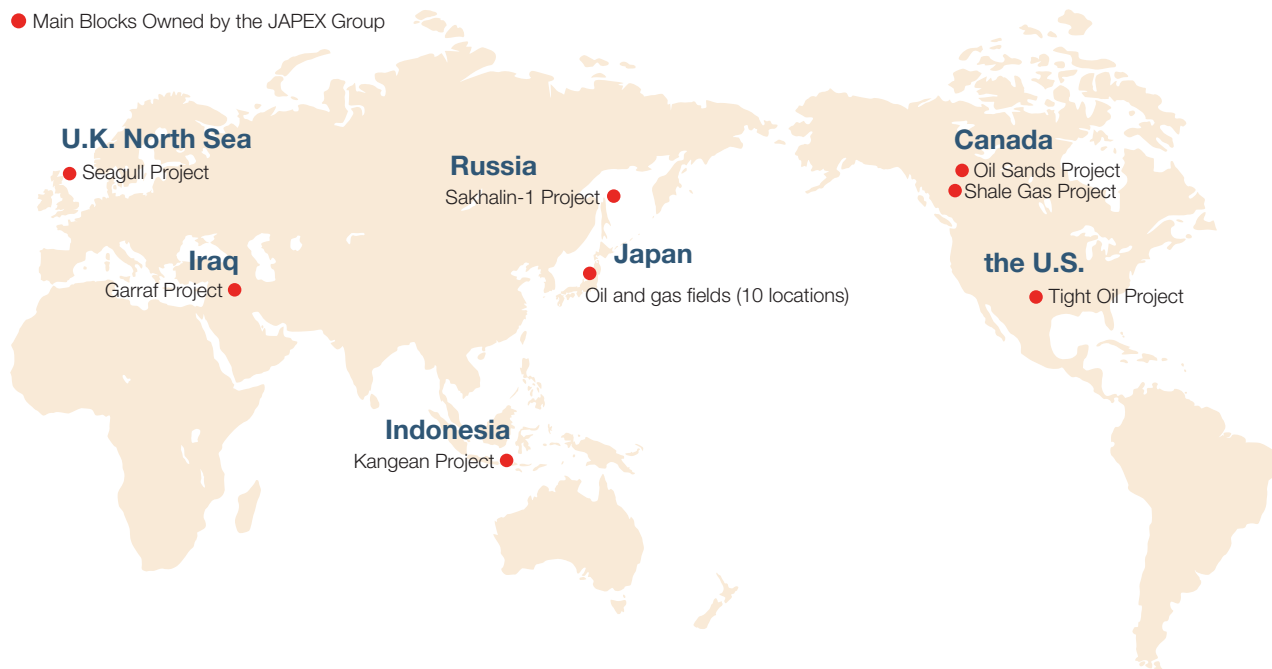 Main Blocks Owned by the JAPEX Group
U.K. North Sea
Seagull Project
Russia
Sakhalin-1 Project
Canada
Oil Sands Project
Shale Gas Project
Iraq
Garraf Project
Japan
Oil and gas fields (10 locations)
the U.S.
Tight Oil Project
Indonesia
Kangean Project